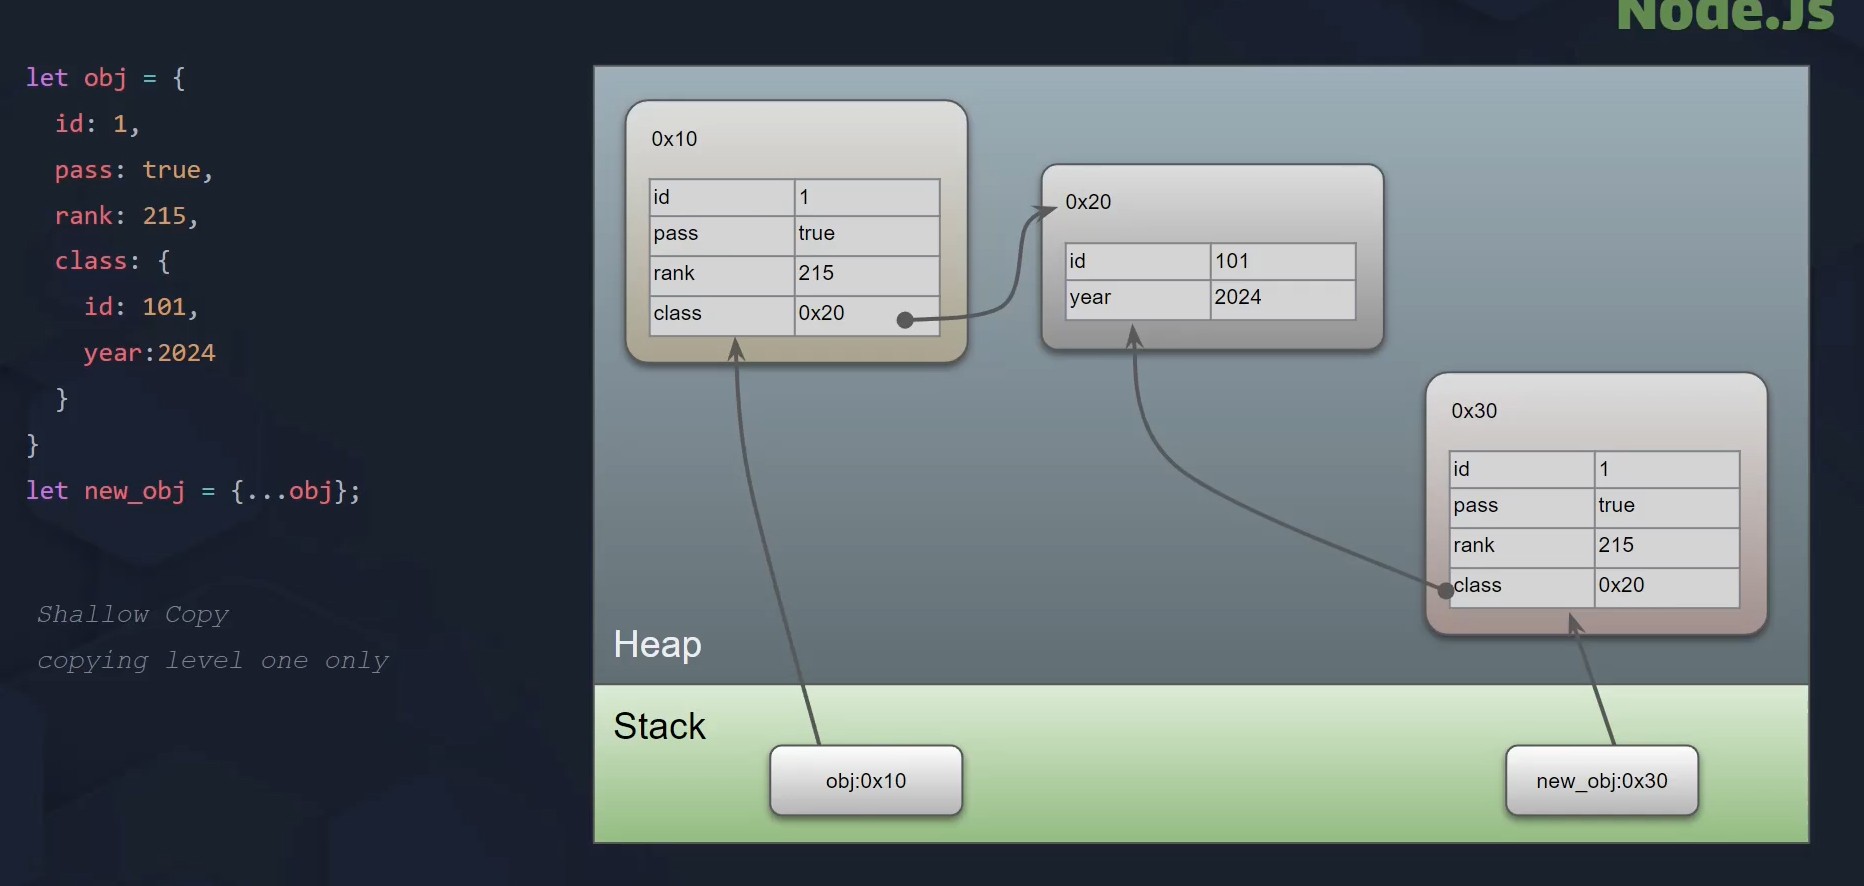 Node.Js
let obj = {
id: 1,
pass: true,
rank: 215,
class: {
id: 101,
year:2024
}
}
let new_obj = {...obj};
Shallow Copy
copying level one only
0x10
id 1
pass true
rank 215
class 0x20
0x20
id 101
year 2024
0x30
id 1
pass true
rank 215
class 0x20
Heap
Stack
obj:0x10
new_obj:0x30